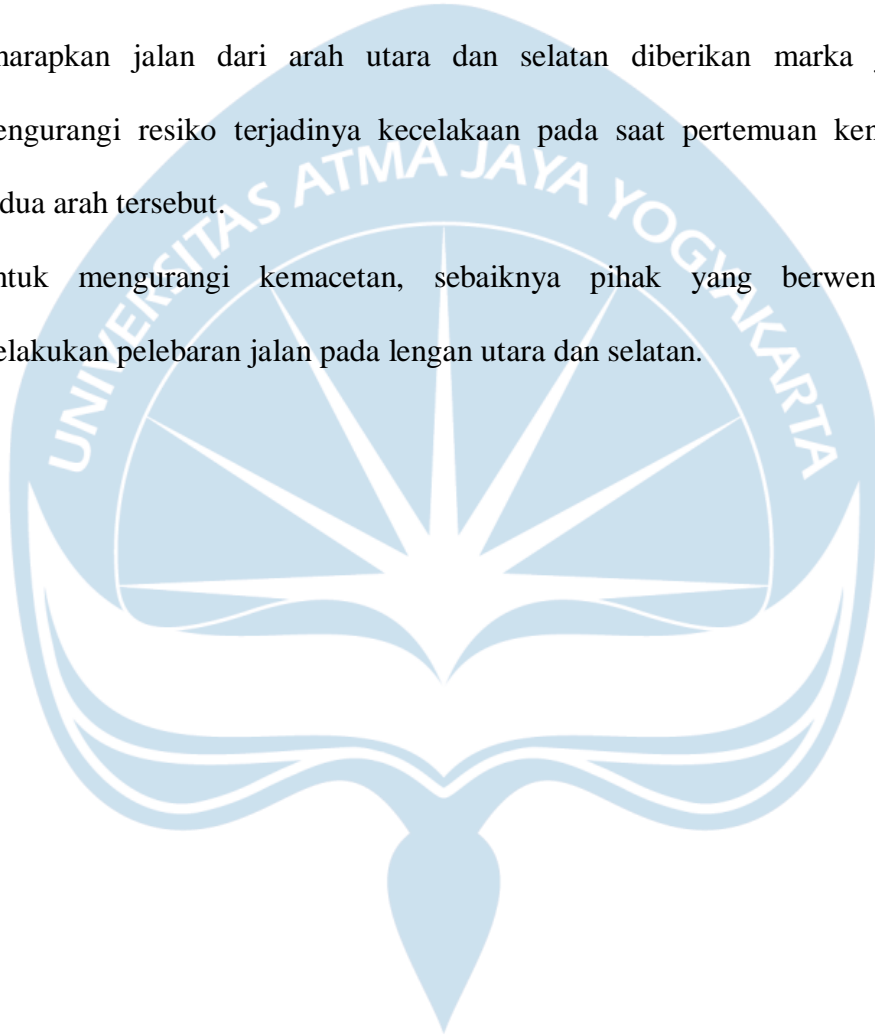 harapkan jalan dari arah utara dan selatan diberikan marka
engurangi resiko terjadinya kecelakaan pada saat pertemuan ken
dua arah tersebut.
ntuk mengurangi kemacetan, sebaiknya pihak yang berwen
elakukan pelebaran jalan pada lengan utara dan selatan.
UNIVERSITAS ATMA JAYA YOGYAKARTA